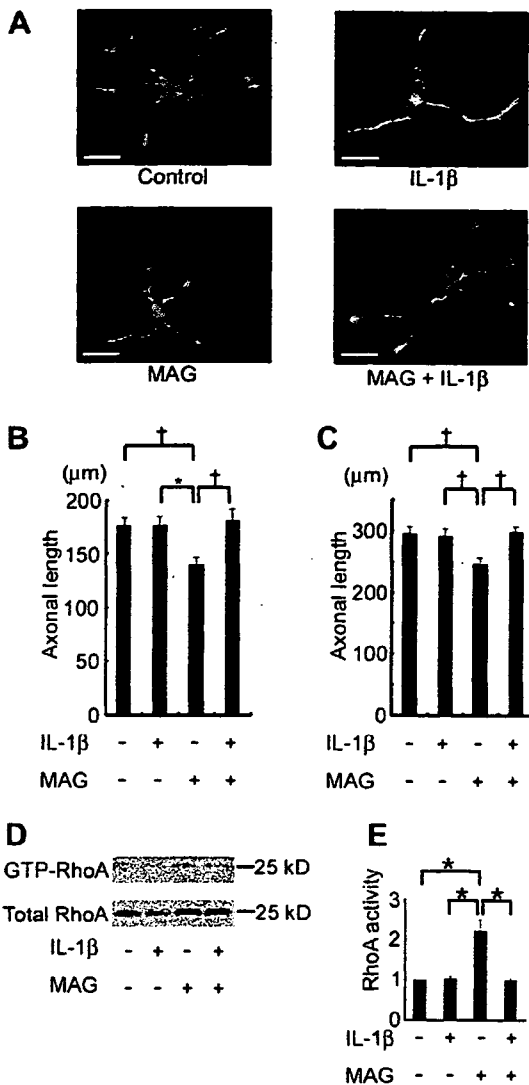 A
Control
IL-1β
MAG
MAG + IL-1β
B
C
†
†
(μm)
*
†
(μm)
†
†
Axonal length
200
150
100
50
0
Axonal length
300
200
100
0
IL-1β - + - +
MAG - - + +
IL-1β - + - +
MAG - - + +
D
GTP-RhoA
25 kD
Total RhoA
25 kD
IL-1β - + - +
MAG - - + +
E
*
*
*
RhoA activity
3
2
1
0
IL-1β - + - +
MAG - - + +